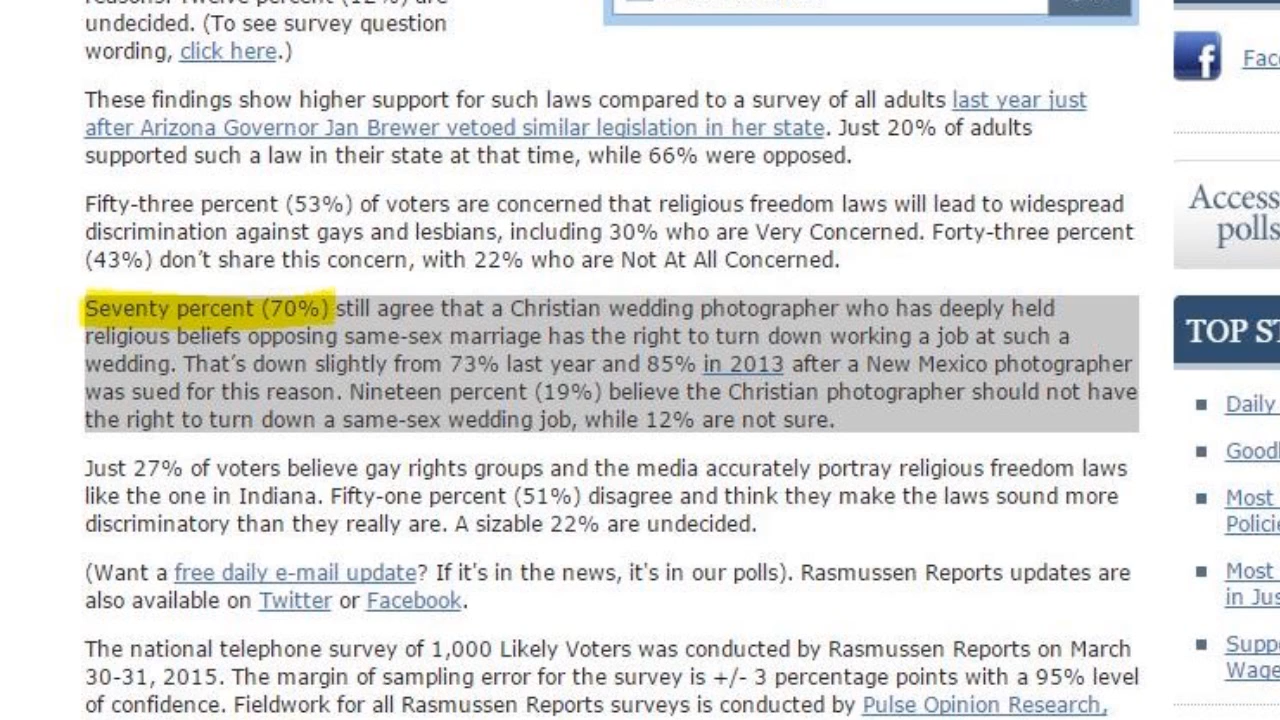 undecided. (To see survey question
wording, click here.)
These findings show higher support for such laws compared to a survey of all adults last year just
after Arizona Governor Jan Brewer vetoed similar legislation in her state. Just 20% of adults
supported such a law in their state at that time, while 66% were opposed.
Fifty-three percent (53%) of voters are concerned that religious freedom laws will lead to widespread
discrimination against gays and lesbians, including 30% who are Very Concerned. Forty-three percent
(43%) don't share this concern, with 22% who are Not At All Concerned.
Seventy percent (70%) still agree that a Christian wedding photographer who has deeply held
religious beliefs opposing same-sex marriage has the right to turn down working a job at such a
wedding. That's down slightly from 73% last year and 85% in 2013 after a New Mexico photographer
was sued for this reason. Nineteen percent (19%) believe the Christian photographer should not have
the right to turn down a same-sex wedding job, while 12% are not sure.
Just 27% of voters believe gay rights groups and the media accurately portray religious freedom laws
like the one in Indiana. Fifty-one percent (51%) disagree and think they make the laws sound more
discriminatory than they really are. A sizable 22% are undecided.
(Want a free daily e-mail update? If it's in the news, it's in our polls). Rasmussen Reports updates are
also available on Twitter or Facebook.
The national telephone survey of 1,000 Likely Voters was conducted by Rasmussen Reports on March
30-31, 2015. The margin of sampling error for the survey is +/- 3 percentage points with a 95% level
of confidence. Fieldwork for all Rasmussen Reports surveys is conducted by Pulse Opinion Research,
f
Access
polls
TOP
Daily
Most
Most
in